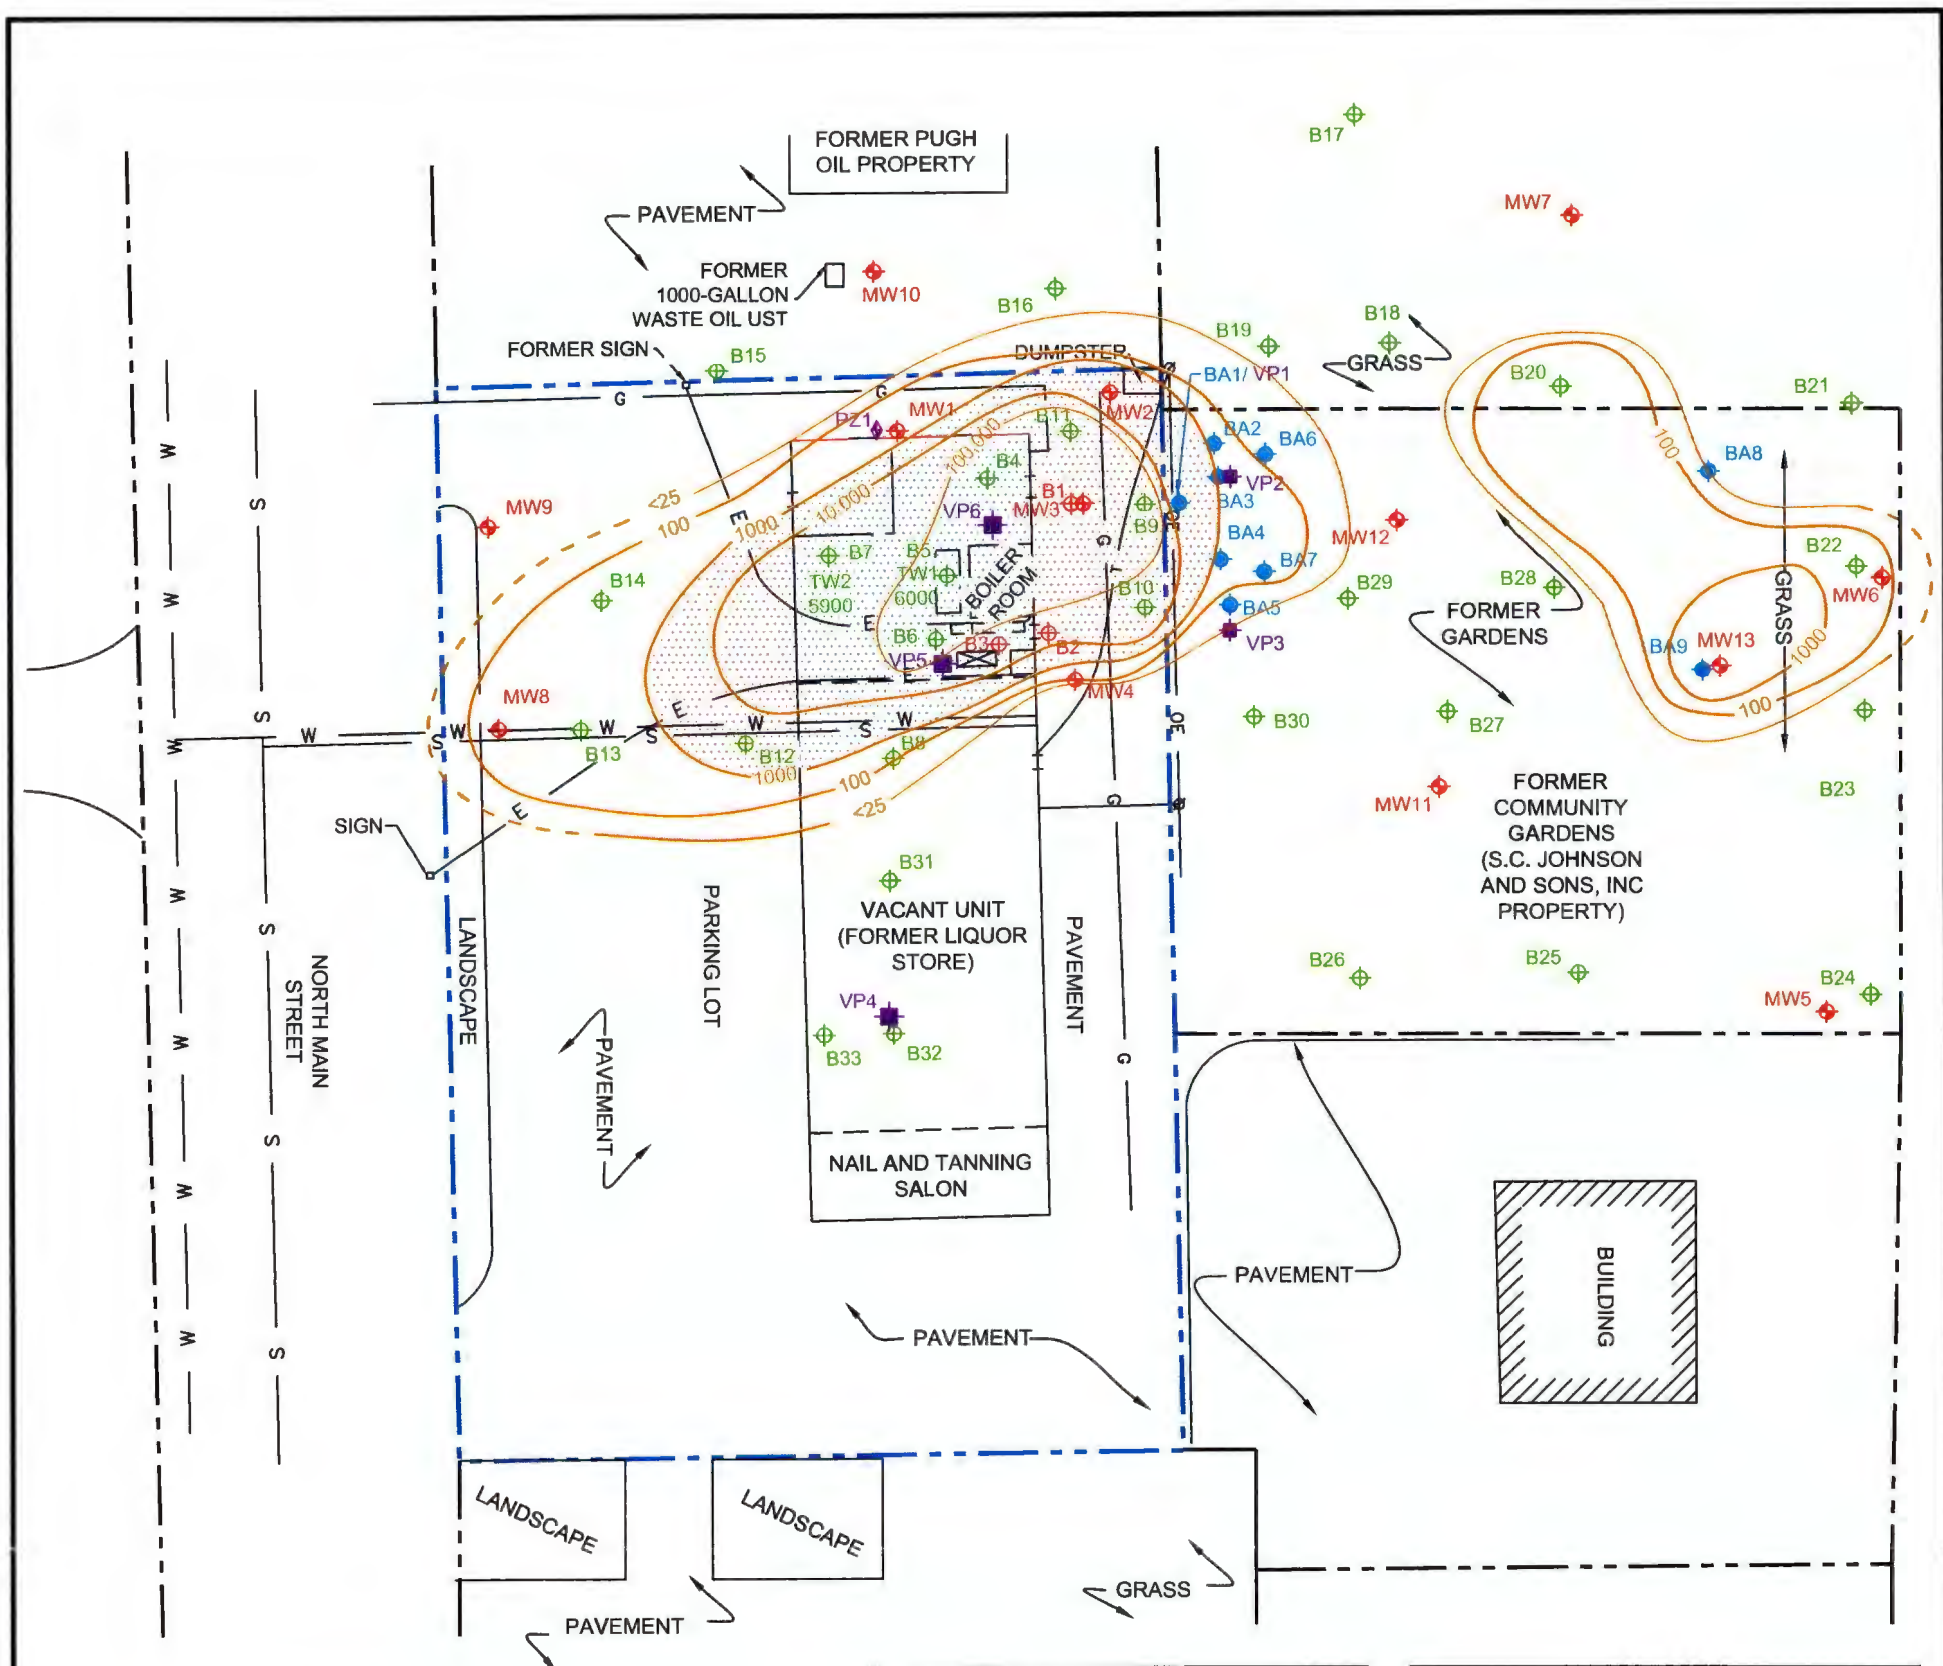 B17
FORMER PUGH
OIL PROPERTY
MW7
PAVEMENT
FORMER
1000-GALLON
WASTE OIL UST
MW10
B16
B18
B19
FORMER SIGN
B15
DUMPSTER
GRASS
BA1/ VP1
B20
B21
G
G
PZ1
MW1
MW2
B11
BA2
BA6
100,000
100
BA8
B4
VP2
<25
100
1000
10,000
B1
MW3
B9
BA3
MW9
E
VP6
OE
MW12
G
BA4
BA7
B7
TW2
5900
B5
TW1
6000
BOILER
ROOM
B10
BA5
B14
B29
B28
B22
MW6
GRASS
FORMER
GARDENS
E
B6
B3
B2
VP3
VP5
MW4
BA9
MW13
1000
100
MW8
E
W
S
W
W
S
W
S
W
B13
B12
B8
1000
100
<25
OE
B30
B27
MW11
B23
FORMER
COMMUNITY
GARDENS
(S.C. JOHNSON
AND SONS, INC
PROPERTY)
SIGN
E
G
B31
VACANT UNIT
(FORMER LIQUOR
STORE)
PARKING LOT
PAVEMENT
LANDSCAPE
NORTH MAIN
STREET
B26
B25
B24
MW5
VP4
B33
B32
PAVEMENT
G
NAIL AND TANNING
SALON
PAVEMENT
BUILDING
PAVEMENT
LANDSCAPE
LANDSCAPE
GRASS
PAVEMENT
W
W
W
W
W
W
W
S
S
S
S
S